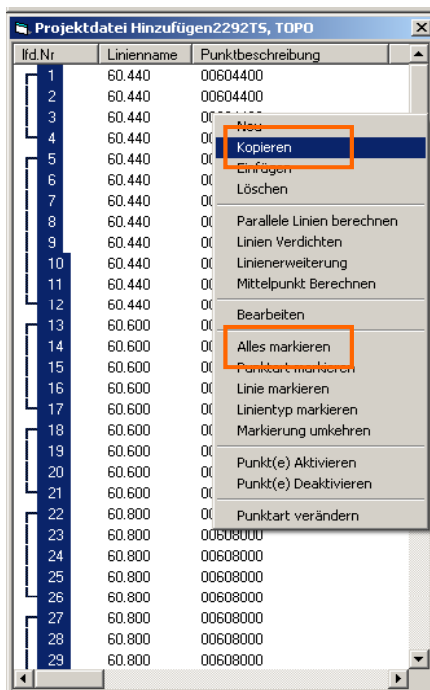 Projektdatei Hinzufügen2292TS, TOPO
lfd.Nr Linienname Punktbeschreibung
1 60.440 00604400
2 60.440 00604400
3 60.440
4 60.440
5 60.440
6 60.440
7 60.440
8 60.440
9 60.440
10 60.440
11 60.440
12 60.440
13 60.600
14 60.600
15 60.600
16 60.600
17 60.600
18 60.600
19 60.600
20 60.600
21 60.600
22 60.800
23 60.800 00608000
24 60.800 00608000
25 60.800 00608000
26 60.800 00608000
27 60.800 00608000
28 60.800 00608000
29 60.800 00608000
Neu
Kopieren
Einfügen
Löschen
Parallele Linien berechnen
Linien Verdichten
Linienerweiterung
Mittelpunkt Berechnen
Bearbeiten
Alles markieren
Punktart markieren
Linie markieren
Linientyp markieren
Markierung umkehren
Punkt(e) Aktivieren
Punkt(e) Deaktivieren
Punktart verändern